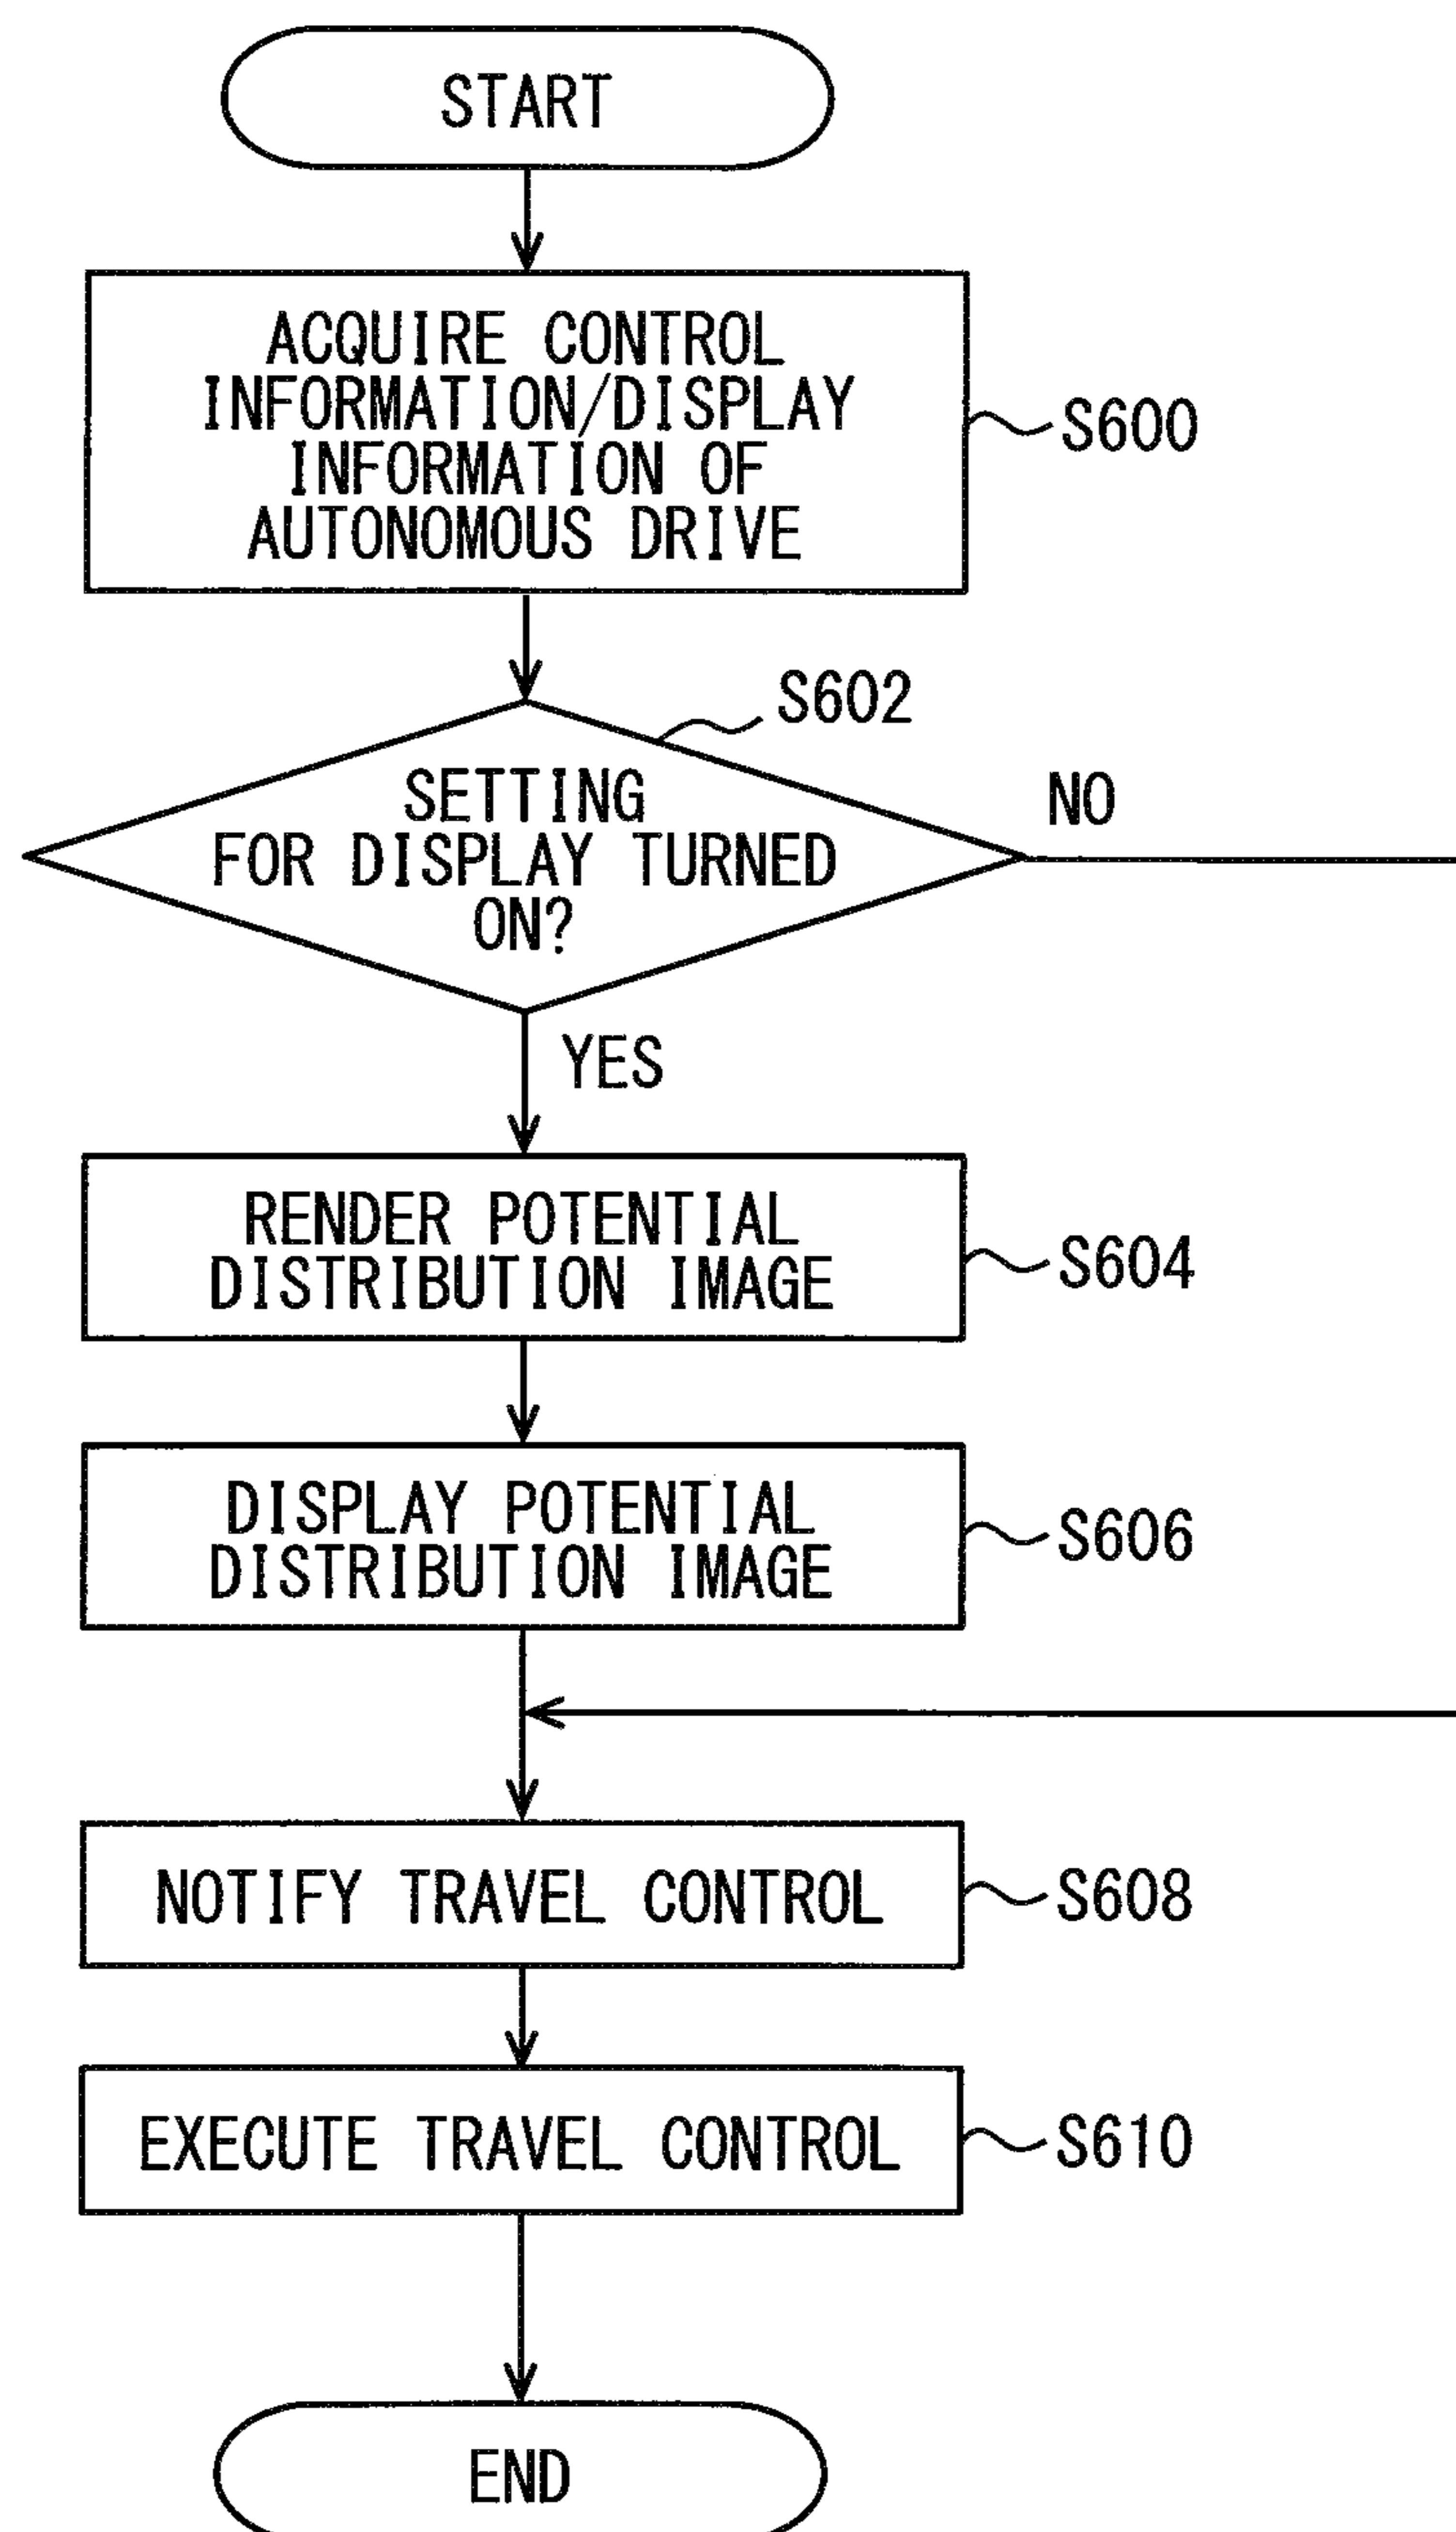 START
ACQUIRE CONTROL
INFORMATION/DISPLAY
INFORMATION OF
AUTONOMOUS DRIVE
S600
S602
SETTING
FOR DISPLAY TURNED
ON?
NO
YES
RENDER POTENTIAL
DISTRIBUTION IMAGE
S604
DISPLAY POTENTIAL
DISTRIBUTION IMAGE
S606
NOTIFY TRAVEL CONTROL
S608
EXECUTE TRAVEL CONTROL
S610
END